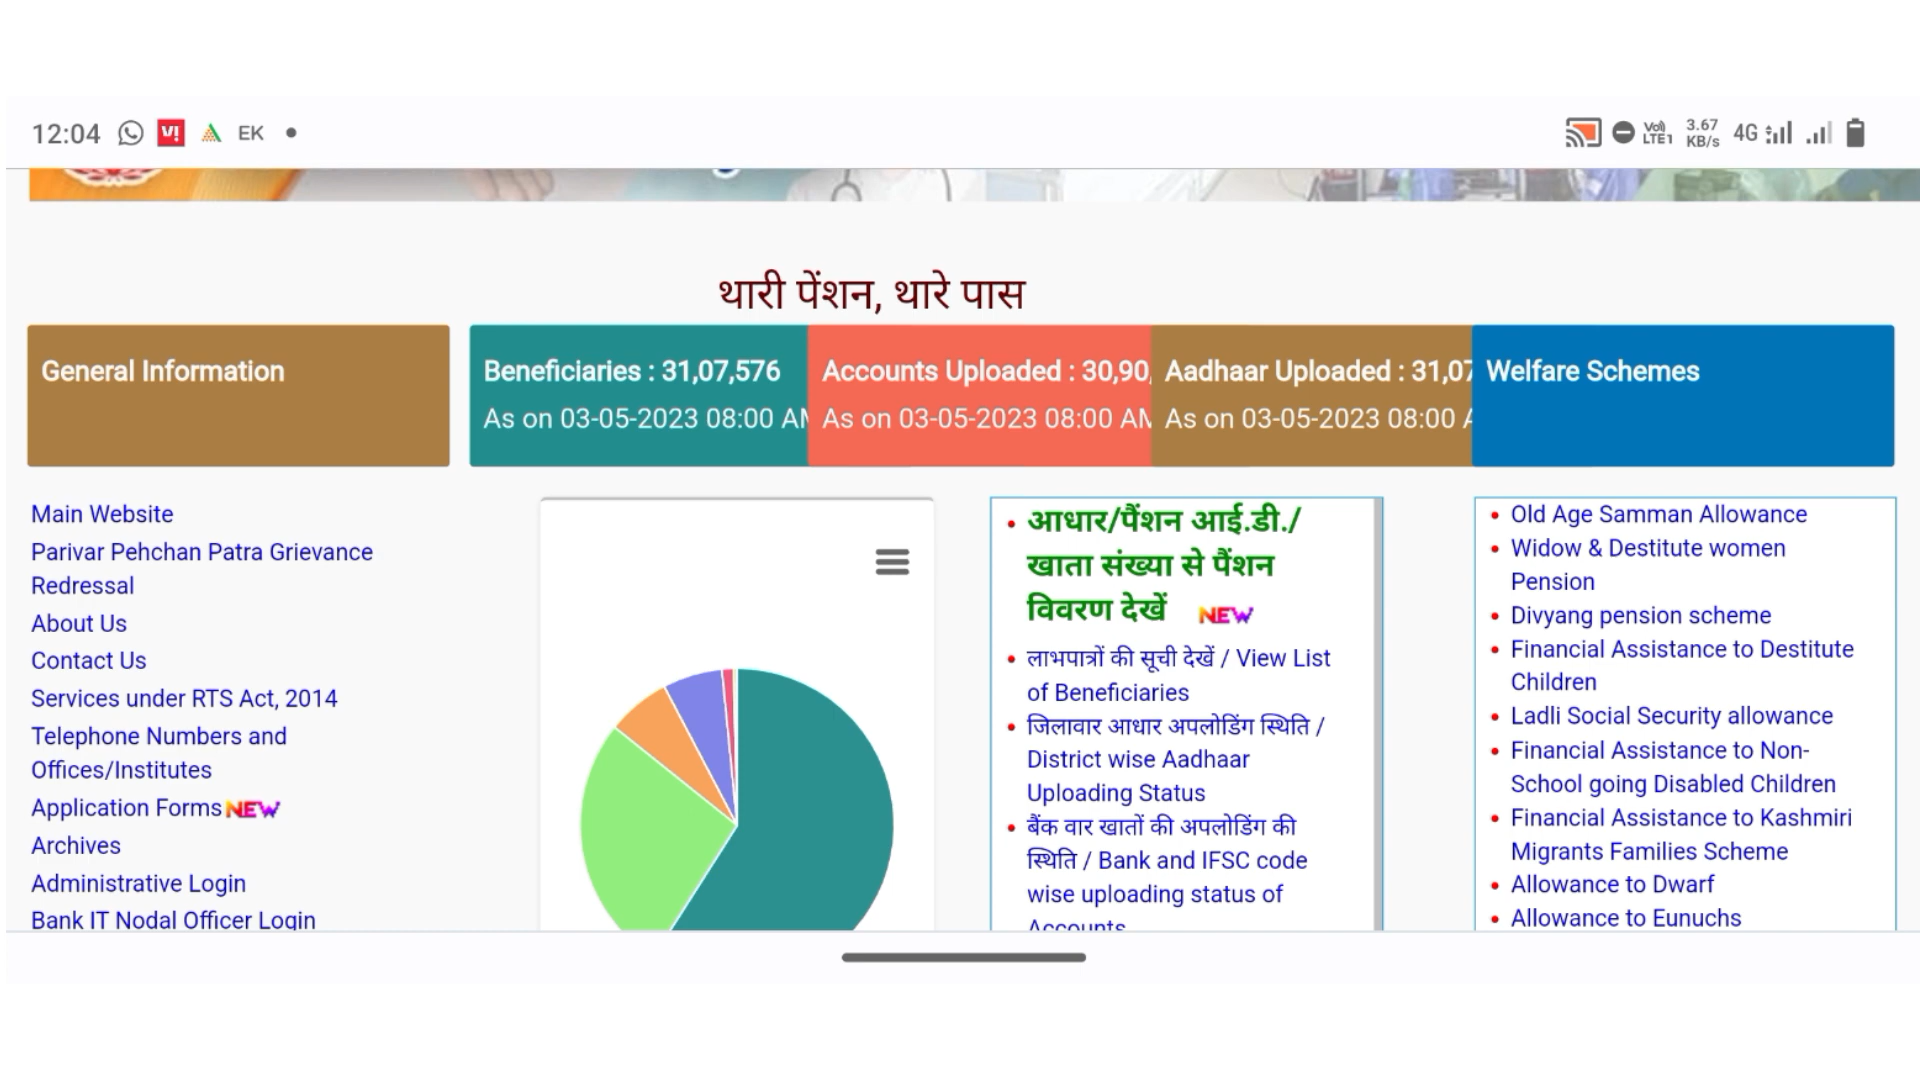 12:04 EK
Vo) LTE1 3.67 KB/s 4G
थारी पेंशन, थारे पास
General Information
Beneficiaries : 31,07,576
As on 03-05-2023 08:00 AM
Accounts Uploaded : 30,90,
As on 03-05-2023 08:00 AM
Aadhaar Uploaded : 31,07
As on 03-05-2023 08:00 A
Welfare Schemes
Main Website
Parivar Pehchan Patra Grievance
Redressal
About Us
Contact Us
Services under RTS Act, 2014
Telephone Numbers and
Offices/Institutes
Application Forms NEW
Archives
Administrative Login
Bank IT Nodal Officer Login
आधार/पैंशन आई.डी./
खाता संख्या से पैंशन
विवरण देखें NEW
लाभपात्रों की सूची देखें / View List
of Beneficiaries
जिलावार आधार अपलोडिंग स्थिति /
District wise Aadhaar
Uploading Status
बैंक वार खातों की अपलोडिंग की
स्थिति / Bank and IFSC code
wise uploading status of
Accounts
Old Age Samman Allowance
Widow & Destitute women
Pension
Divyang pension scheme
Financial Assistance to Destitute
Children
Ladli Social Security allowance
Financial Assistance to Non-
School going Disabled Children
Financial Assistance to Kashmiri
Migrants Families Scheme
Allowance to Dwarf
Allowance to Eunuchs